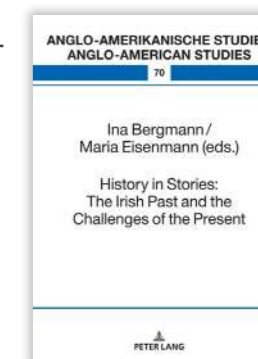 ANGLO-AMERIKANISCHE STUDIE
ANGLO-AMERICAN STUDIES
70
Ina Bergmann /
Maria Eisenmann (eds.)
History in Stories:
The Irish Past and the
Challenges of the Present
PETER LANG